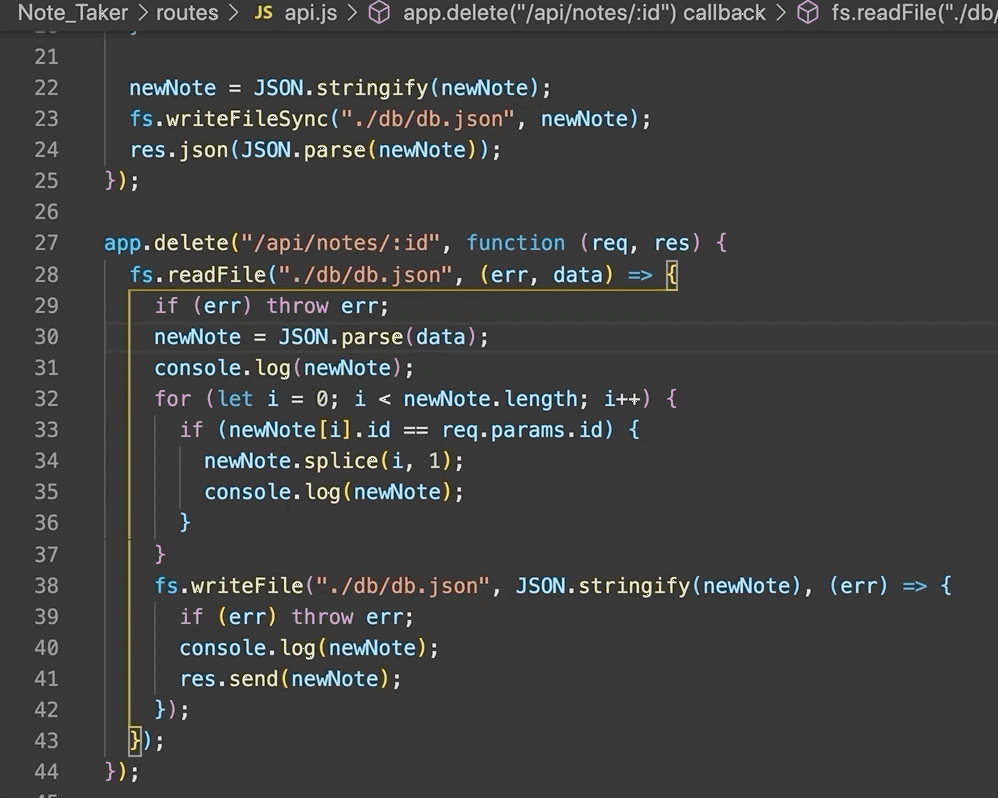 Note_Taker > routes > JS api.js > app.delete("/api/notes/:id") callback > fs.readFile("./db/
20 }
21
22 newNote = JSON.stringify(newNote);
23 fs.writeFileSync("./db/db.json", newNote);
24 res.json(JSON.parse(newNote));
25 });
26
27 app.delete("/api/notes/:id", function (req, res) {
28 fs.readFile("./db/db.json", (err, data) => {
29 if (err) throw err;
30 newNote = JSON.parse(data);
31 console.log(newNote);
32 for (let i = 0; i < newNote.length; i++) {
33 if (newNote[i].id == req.params.id) {
34 newNote.splice(i, 1);
35 console.log(newNote);
36 }
37 }
38 fs.writeFile("./db/db.json", JSON.stringify(newNote), (err) => {
39 if (err) throw err;
40 console.log(newNote);
41 res.send(newNote);
42 });
43 });
44 });